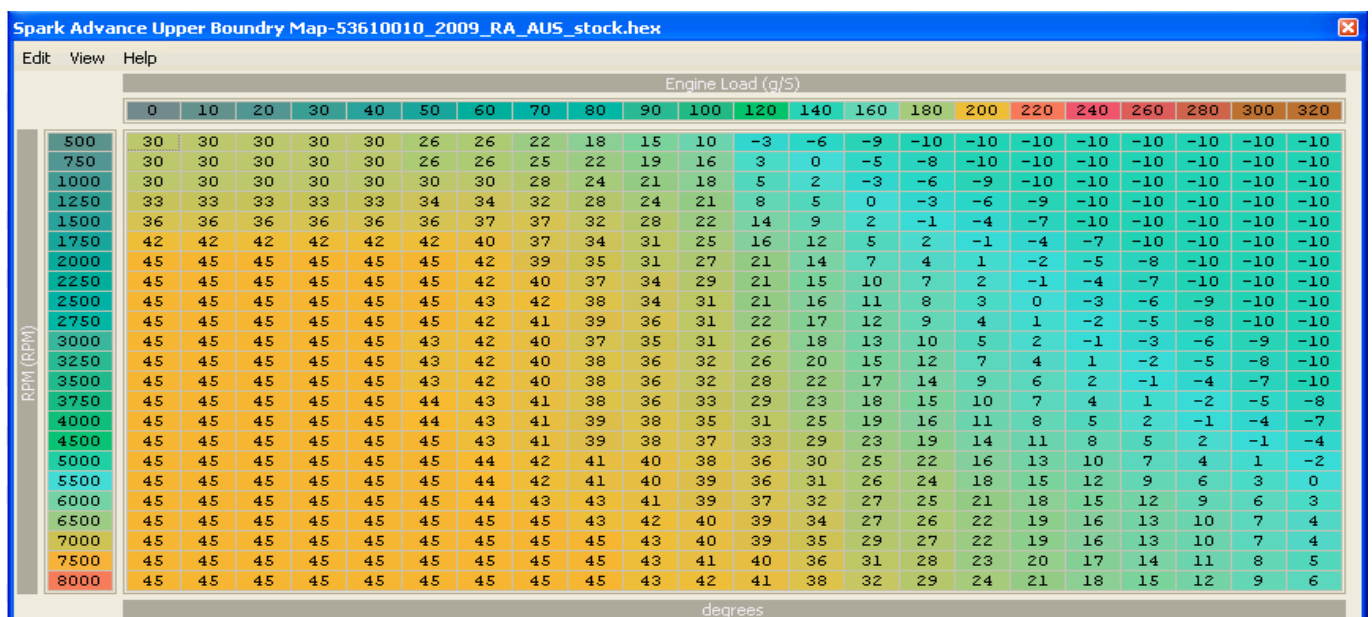 Spark Advance Upper Boundry Map-53610010_2009_RA_AUS_stock.hex
Edit View Help
Engine Load (g/S)
0 10 20 30 40 50 60 70 80 90 100 120 140 160 180 200 220 240 260 280 300 320
RPM (RPM)
500 30 30 30 30 30 26 26 22 18 15 10 -3 -6 -9 -10 -10 -10 -10 -10 -10 -10 -10
750 30 30 30 30 30 26 26 25 22 19 16 3 0 -5 -8 -10 -10 -10 -10 -10 -10 -10
1000 30 30 30 30 30 30 30 28 24 21 18 5 2 -3 -6 -9 -10 -10 -10 -10 -10 -10
1250 33 33 33 33 33 34 34 32 28 24 21 8 5 0 -3 -6 -9 -10 -10 -10 -10 -10
1500 36 36 36 36 36 36 37 37 32 28 22 14 9 2 -1 -4 -7 -10 -10 -10 -10 -10
1750 42 42 42 42 42 42 40 37 34 31 25 16 12 5 2 -1 -4 -7 -10 -10 -10 -10
2000 45 45 45 45 45 45 42 39 35 31 27 21 14 7 4 1 -2 -5 -8 -10 -10 -10
2250 45 45 45 45 45 45 42 40 37 34 29 21 15 10 7 2 -1 -4 -7 -10 -10 -10
2500 45 45 45 45 45 45 43 42 38 34 31 21 16 11 8 3 0 -3 -6 -9 -10 -10
2750 45 45 45 45 45 45 42 41 39 36 31 22 17 12 9 4 1 -2 -5 -8 -10 -10
3000 45 45 45 45 45 43 42 40 37 35 31 26 18 13 10 5 2 -1 -3 -6 -9 -10
3250 45 45 45 45 45 43 42 40 38 36 32 26 20 15 12 7 4 1 -2 -5 -8 -10
3500 45 45 45 45 45 43 42 40 38 36 32 28 22 17 14 9 6 2 -1 -4 -7 -10
3750 45 45 45 45 45 44 43 41 38 36 33 29 23 18 15 10 7 4 1 -2 -5 -8
4000 45 45 45 45 45 44 43 41 39 38 35 31 25 19 16 11 8 5 2 -1 -4 -7
4500 45 45 45 45 45 45 43 41 39 38 37 33 29 23 19 14 11 8 5 2 -1 -4
5000 45 45 45 45 45 45 44 42 41 40 38 36 30 25 22 16 13 10 7 4 1 -2
5500 45 45 45 45 45 45 44 42 41 40 39 36 31 26 24 18 15 12 9 6 3 0
6000 45 45 45 45 45 45 44 43 43 41 39 37 32 27 25 21 18 15 12 9 6 3
6500 45 45 45 45 45 45 45 45 43 42 40 39 34 27 26 22 19 16 13 10 7 4
7000 45 45 45 45 45 45 45 45 45 43 40 39 35 29 27 22 19 16 13 10 7 4
7500 45 45 45 45 45 45 45 45 45 43 41 40 36 31 28 23 20 17 14 11 8 5
8000 45 45 45 45 45 45 45 45 45 43 42 41 38 32 29 24 21 18 15 12 9 6
degrees